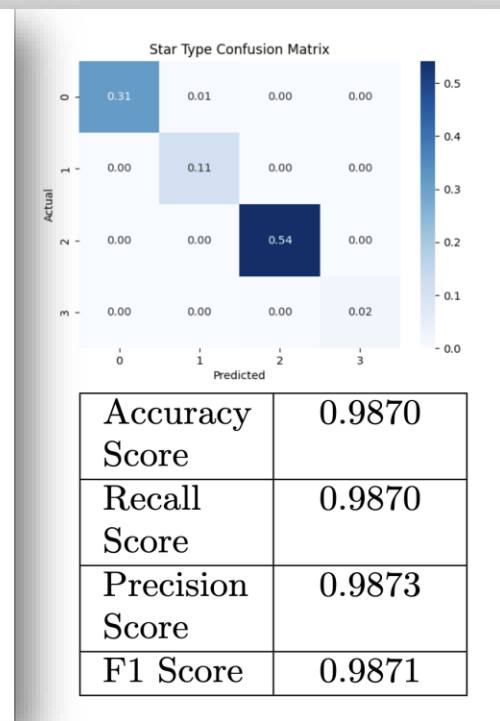 Star Type Confusion Matrix
0 0.31 0.01 0.00 0.00
1 0.00 0.11 0.00 0.00
2 0.00 0.00 0.54 0.00
3 0.00 0.00 0.00 0.02
Actual
0 1 2 3
Predicted
0.5
0.4
0.3
0.2
0.1
0.0
Accuracy 0.9870
Score
Recall 0.9870
Score
Precision 0.9873
Score
F1 Score 0.9871